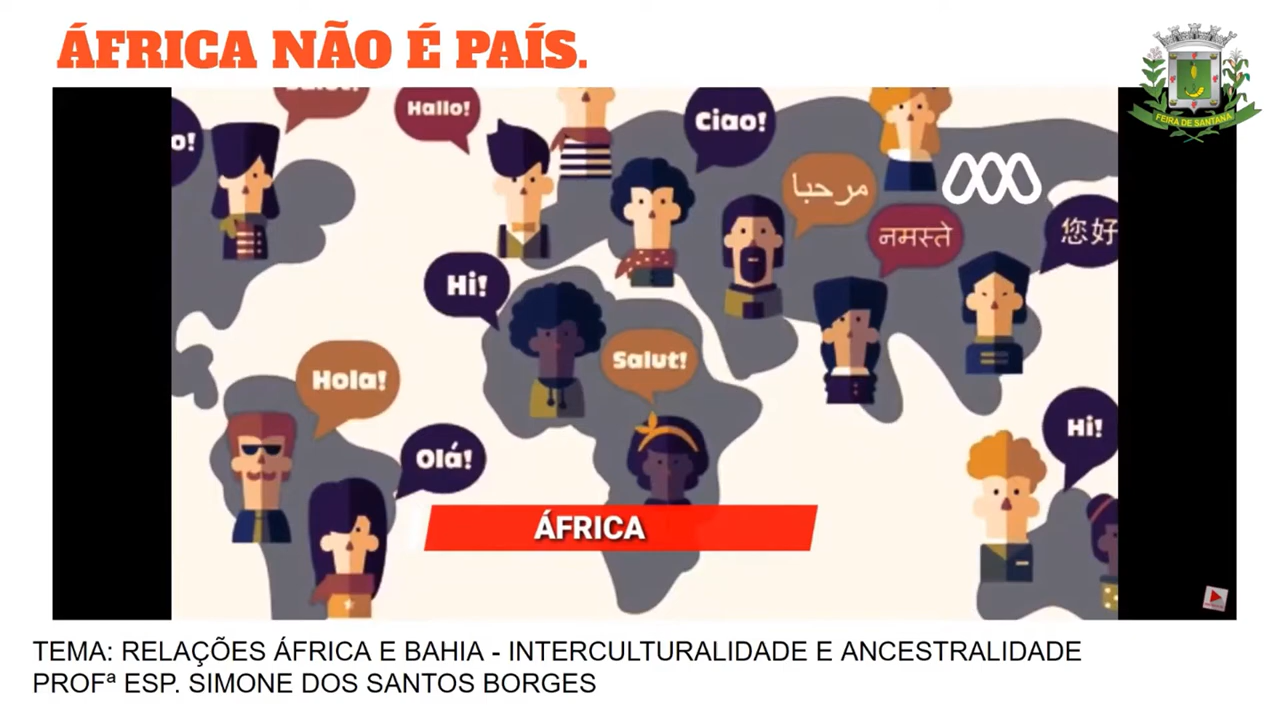 ÁFRICA NÃO É PAÍS.
FEIRA DE SANTANA
Hallo!
Ciao!
o!
مرحبا
नमस्ते
您好
Hi!
Salut!
Hola!
Olá!
Hi!
ÁFRICA
TEMA: RELAÇÕES ÁFRICA E BAHIA - INTERCULTURALIDADE E ANCESTRALIDADE
PROFª ESP. SIMONE DOS SANTOS BORGES